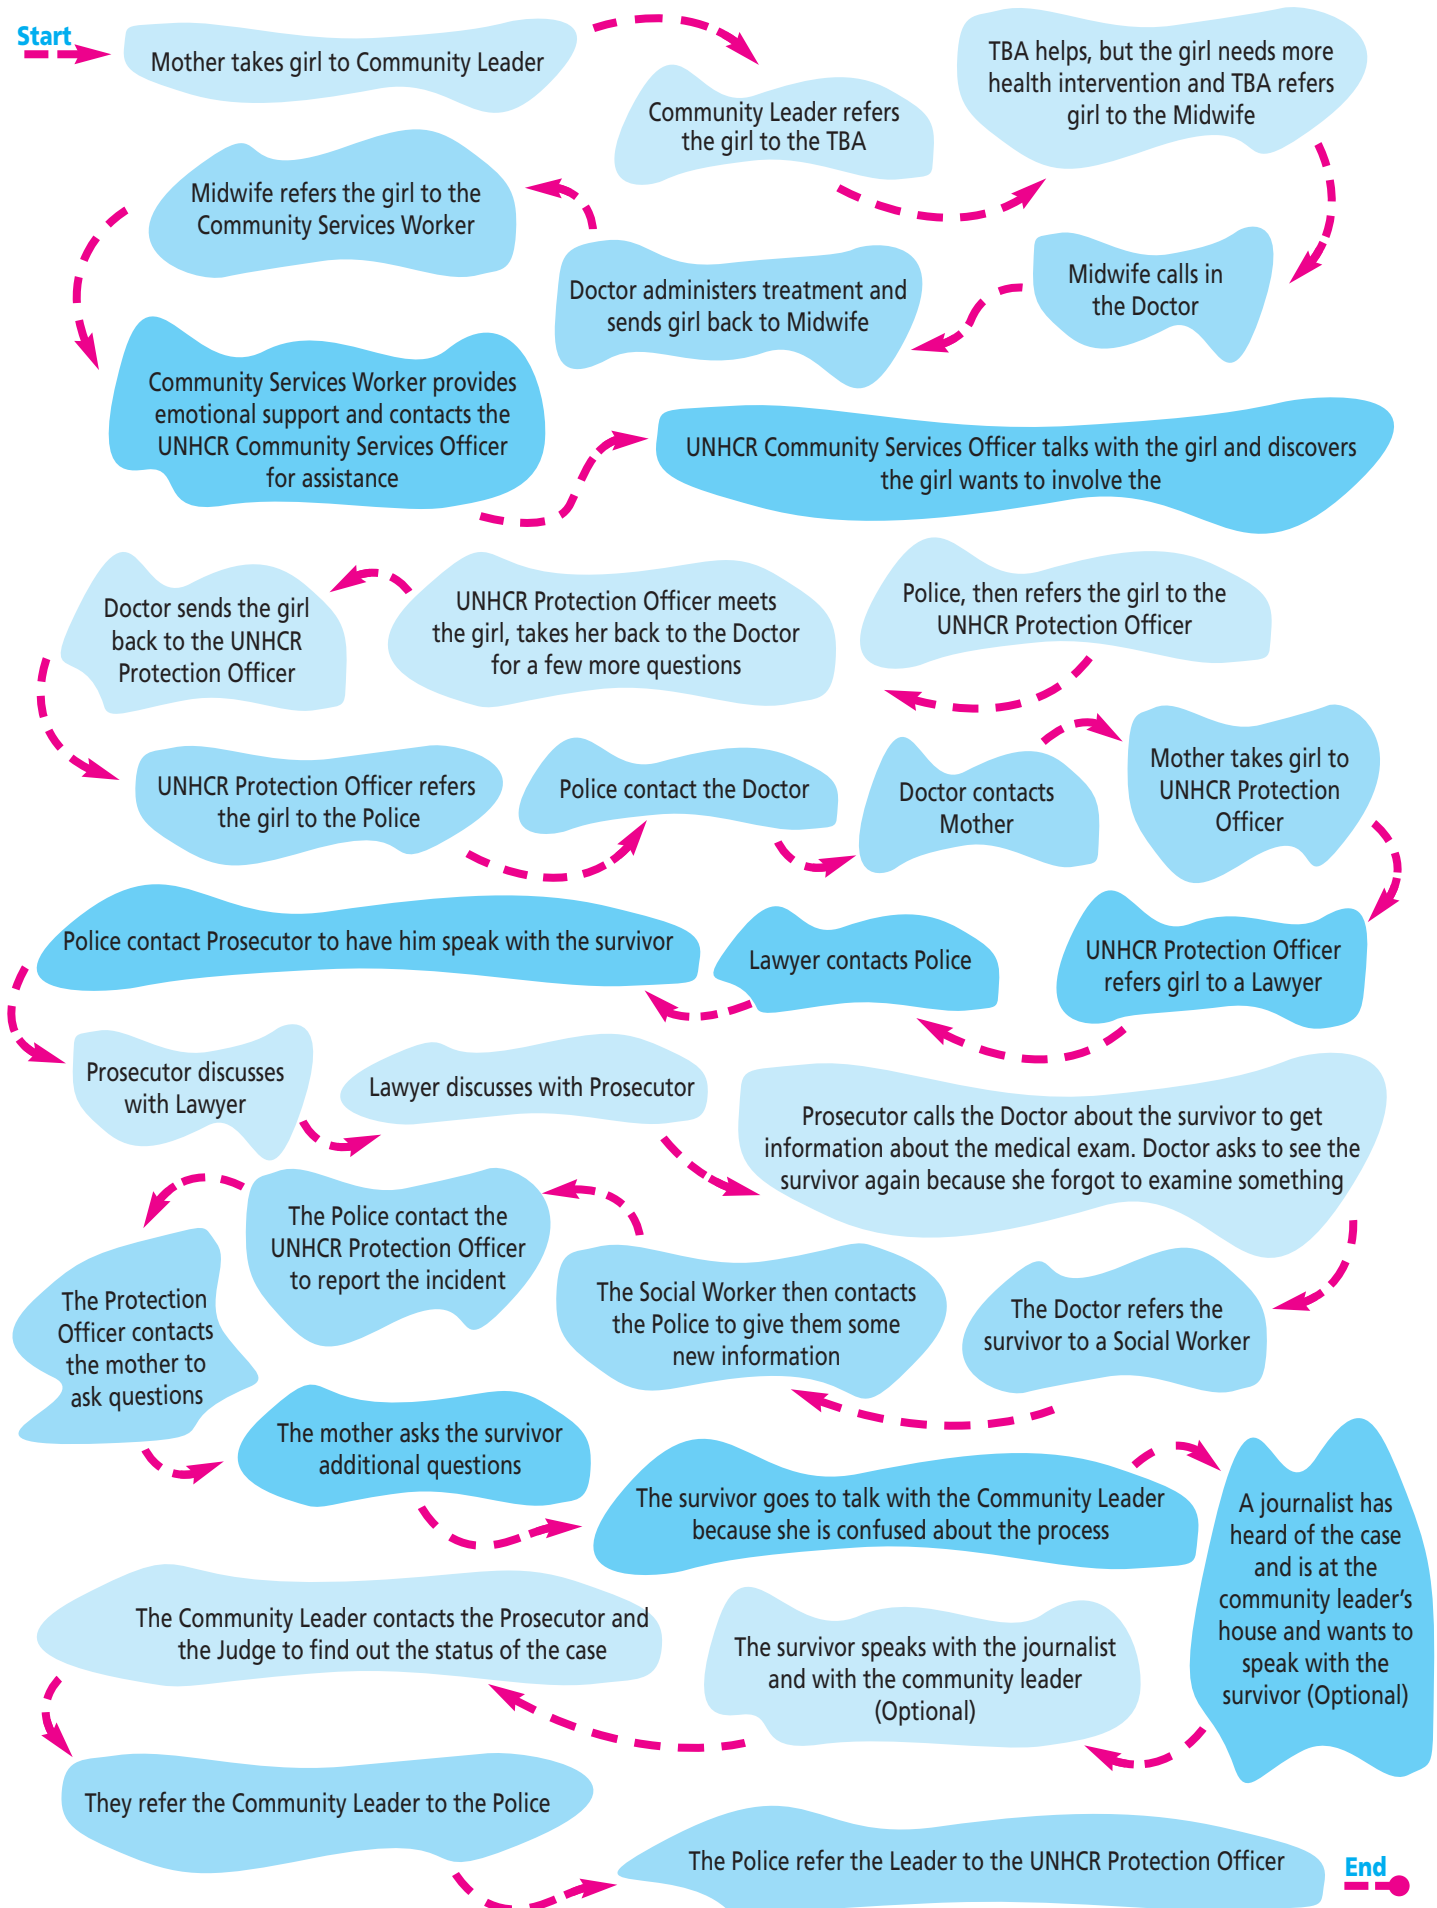 Start
Mother takes girl to Community Leader
Community Leader refers
the girl to the TBA
TBA helps, but the girl needs more
health intervention and TBA refers
girl to the Midwife
Midwife calls in
the Doctor
Doctor administers treatment and
sends girl back to Midwife
Midwife refers the girl to the
Community Services Worker
Community Services Worker provides
emotional support and contacts the
UNHCR Community Services Officer
for assistance
UNHCR Community Services Officer talks with the girl and discovers
the girl wants to involve the
Police, then refers the girl to the
UNHCR Protection Officer
UNHCR Protection Officer meets
the girl, takes her back to the Doctor
for a few more questions
Doctor sends the girl
back to the UNHCR
Protection Officer
UNHCR Protection Officer refers
the girl to the Police
Police contact the Doctor
Doctor contacts
Mother
Mother takes girl to
UNHCR Protection
Officer
UNHCR Protection Officer
refers girl to a Lawyer
Lawyer contacts Police
Police contact Prosecutor to have him speak with the survivor
Prosecutor discusses
with Lawyer
Lawyer discusses with Prosecutor
Prosecutor calls the Doctor about the survivor to get
information about the medical exam. Doctor asks to see the
survivor again because she forgot to examine something
The Doctor refers the
survivor to a Social Worker
The Social Worker then contacts
the Police to give them some
new information
The Police contact the
UNHCR Protection Officer
to report the incident
The Protection
Officer contacts
the mother to
ask questions
The mother asks the survivor
additional questions
The survivor goes to talk with the Community Leader
because she is confused about the process
A journalist has
heard of the case
and is at the
community leader's
house and wants to
speak with the
survivor (Optional)
The survivor speaks with the journalist
and with the community leader
(Optional)
The Community Leader contacts the Prosecutor and
the Judge to find out the status of the case
They refer the Community Leader to the Police
The Police refer the Leader to the UNHCR Protection Officer
End